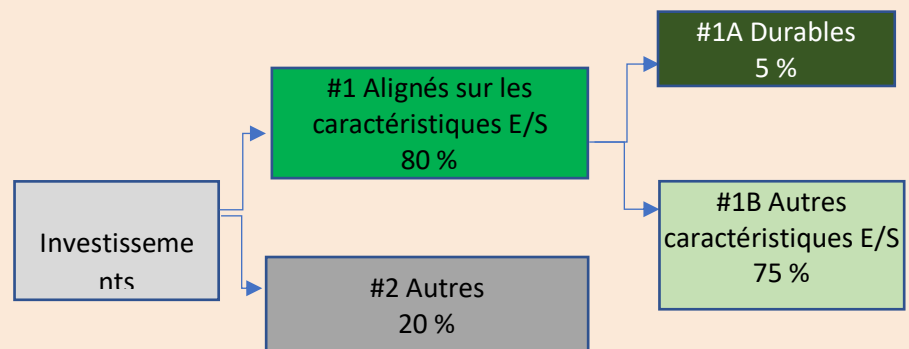 #1A Durables
5 %
#1 Alignés sur les
caractéristiques E/S
80 %
#1B Autres
caractéristiques E/S
75 %
Investisseme
nts
#2 Autres
20 %